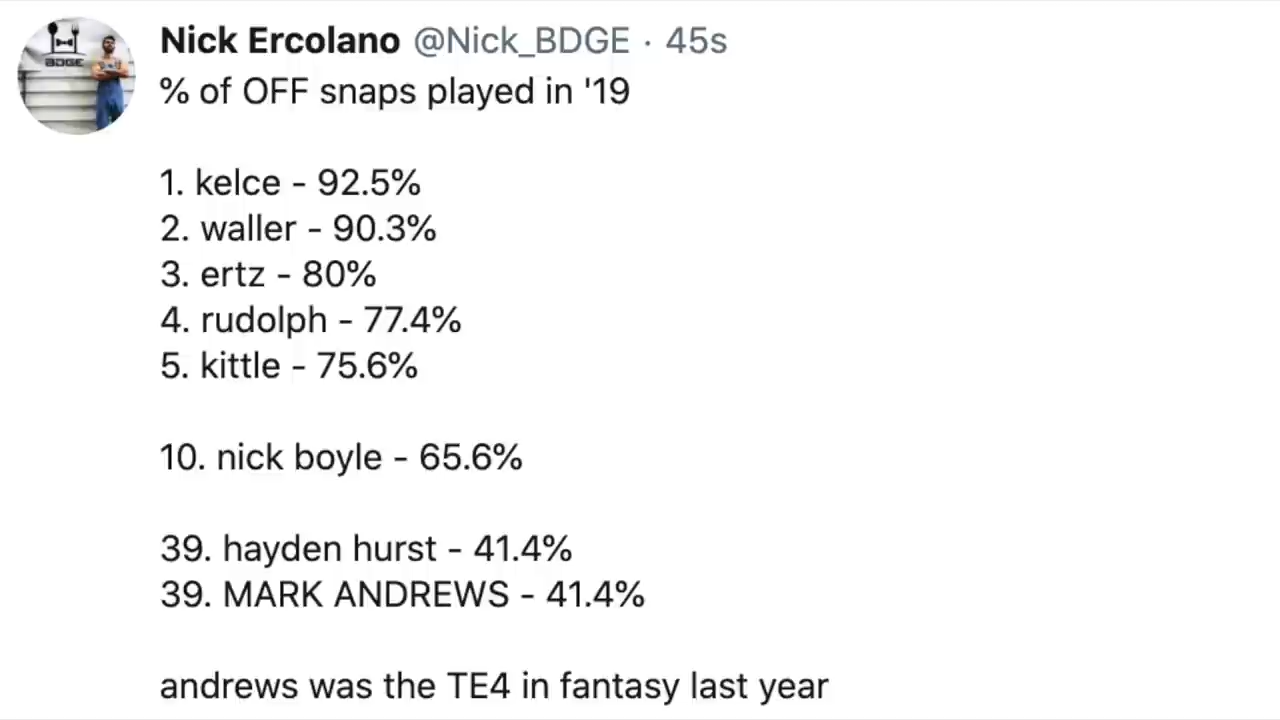 BDGE
Nick Ercolano @Nick_BDGE · 45s
% of OFF snaps played in '19
1. kelce - 92.5%
2. waller - 90.3%
3. ertz - 80%
4. rudolph - 77.4%
5. kittle - 75.6%
10. nick boyle - 65.6%
39. hayden hurst - 41.4%
39. MARK ANDREWS - 41.4%
andrews was the TE4 in fantasy last year